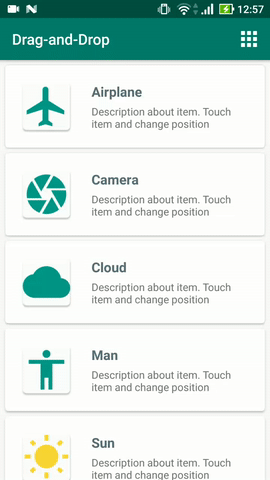 12:57
Drag-and-Drop
Airplane
Description about item. Touch
item and change position
Camera
Description about item. Touch
item and change position
Cloud
Description about item. Touch
item and change position
Man
Description about item. Touch
item and change position
Sun
Description about item. Touch
item and change position